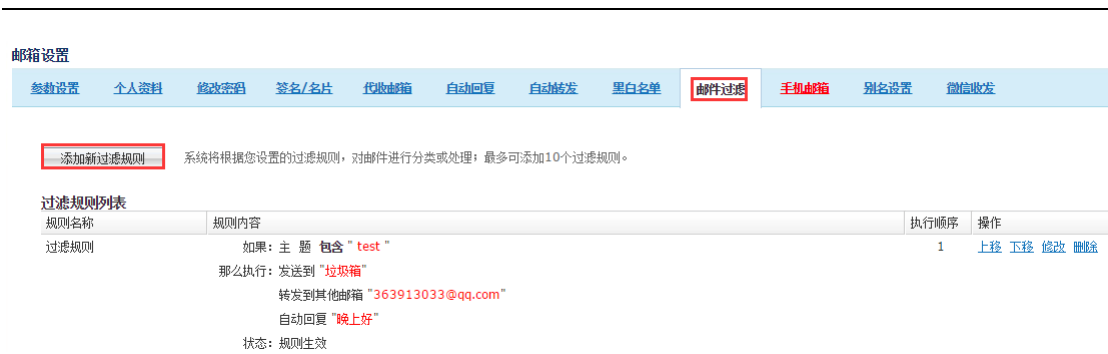 邮箱设置
参数设置 个人资料 修改密码 签名/名片 代收邮箱 自动回复 自动转发 黑白名单 邮件过滤 手机邮箱 别名设置 微信收发
添加新过滤规则 系统将根据您设置的过滤规则，对邮件进行分类或处理；最多可添加10个过滤规则。
过滤规则列表
规则名称 规则内容 执行顺序 操作
过滤规则 如果：主 题 包含 " test " 1 上移 下移 修改 删除
那么执行：发送到 "垃圾箱"
转发到其他邮箱 "363913033@qq.com"
自动回复 "晚上好"
状态：规则生效